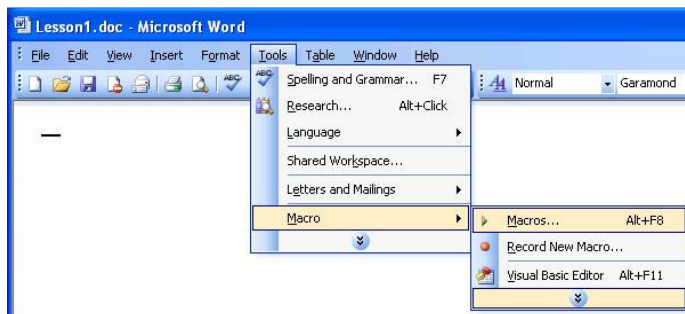 Lesson1.doc - Microsoft Word
File Edit View Insert Format Tools Table Window Help
ABC Normal Garamond
ABC Spelling and Grammar... F7
Research... Alt+Click
Language
Shared Workspace...
Letters and Mailings
Macro
Macros... Alt+F8
Record New Macro...
Visual Basic Editor Alt+F11